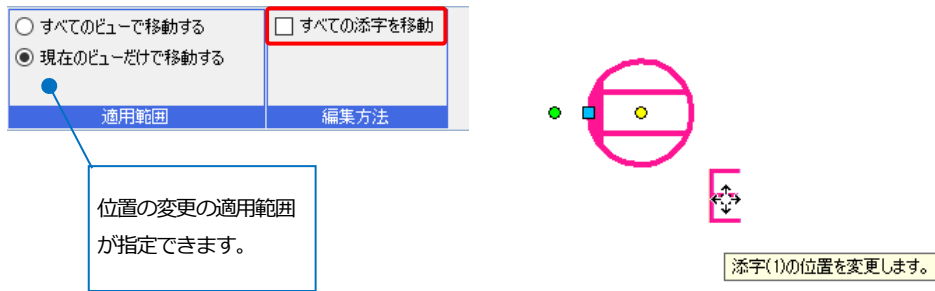 すべてのビューで移動する
現在のビューだけで移動する
適用範囲
すべての添字を移動
編集方法
位置の変更の適用範囲
が指定できます。
添字(1)の位置を変更します。